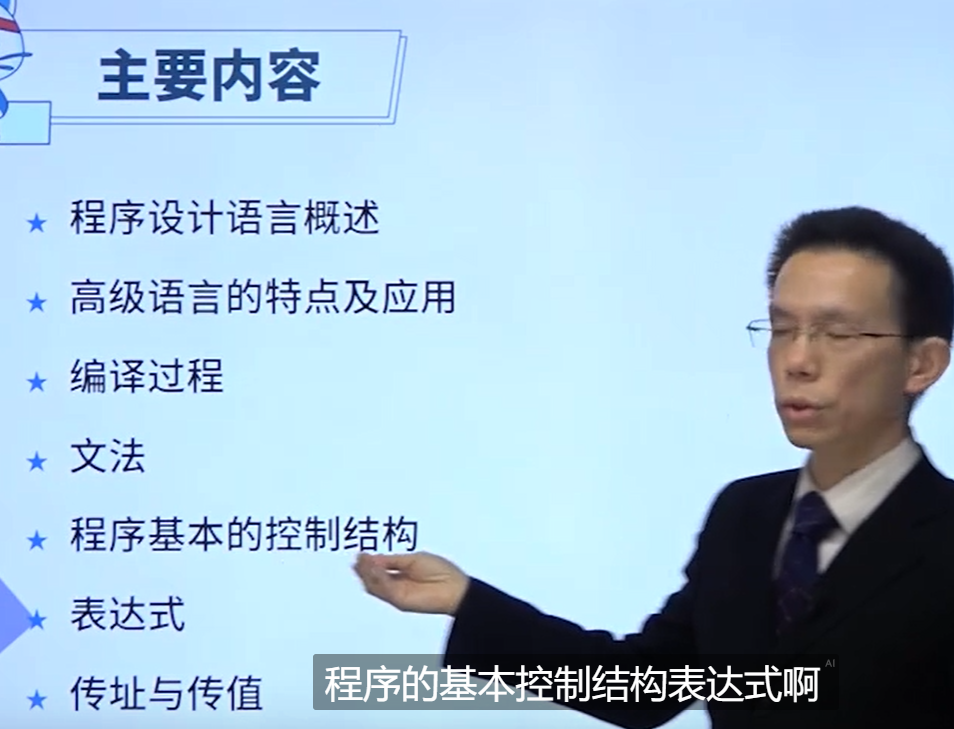 主要内容
★ 程序设计语言概述
★ 高级语言的特点及应用
★ 编译过程
★ 文法
★ 程序基本的控制结构
★ 表达式
★ 传址与传值
程序的基本控制结构表达式啊
AI